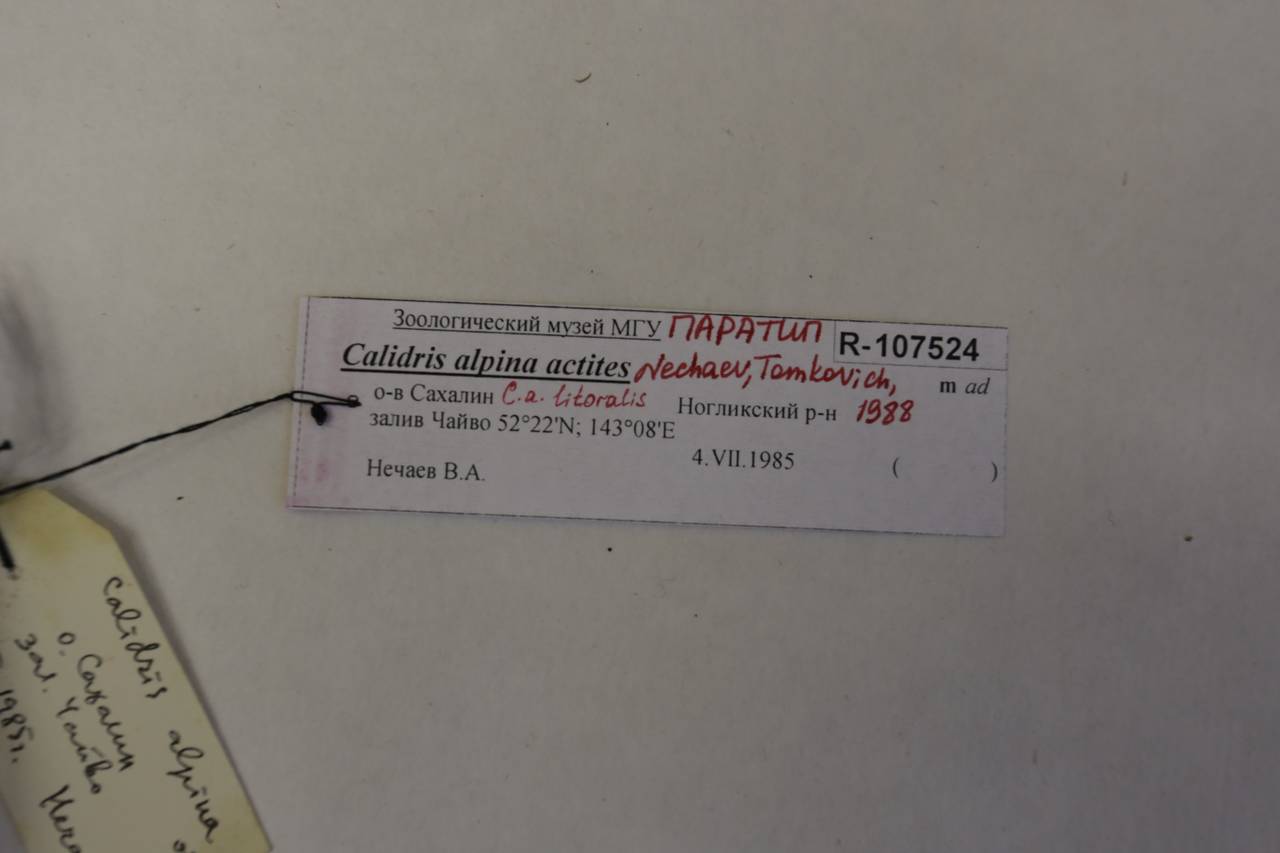 Зоологический музей МГУ ПАРАТИП R-107524
Calidris alpina actites Nechaev, Tomkovich, m ad
о-в Сахалин C.a. litoralis Ногликский р-н 1988
залив Чайво 52°22'N; 143°08'E
Нечаев В.А. 4.VII.1985 ( )
Calidris alpina
о. Сахалин
зал. Чайво
1985г.